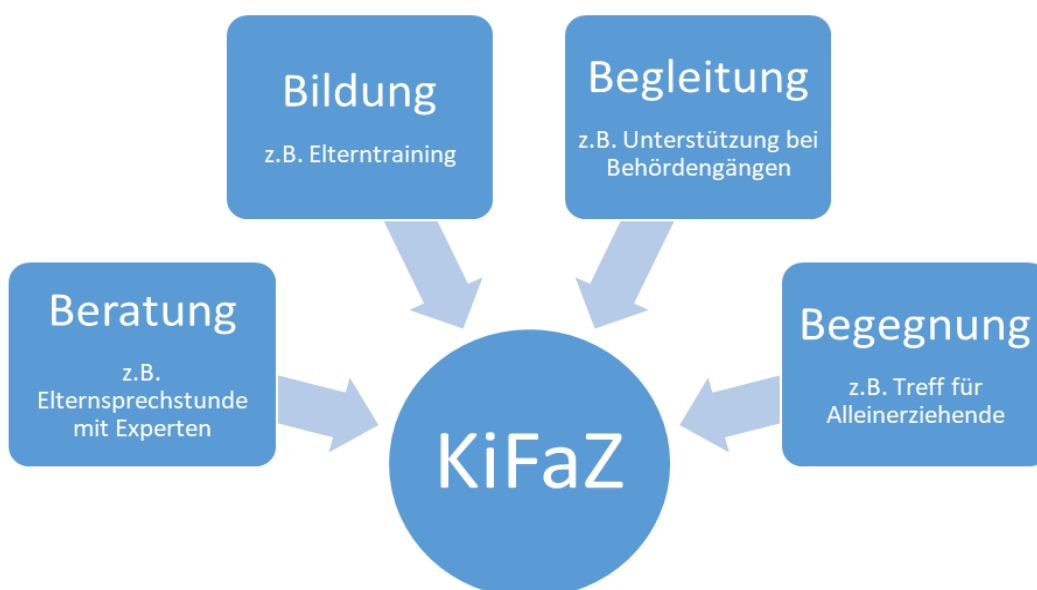 Bildung
z.B. Elterntraining
Begleitung
z.B. Unterstützung bei
Behördengängen
Beratung
z.B.
Elternsprechstunde
mit Experten
Begegnung
z.B. Treff für
Alleinerziehende
KiFaZ